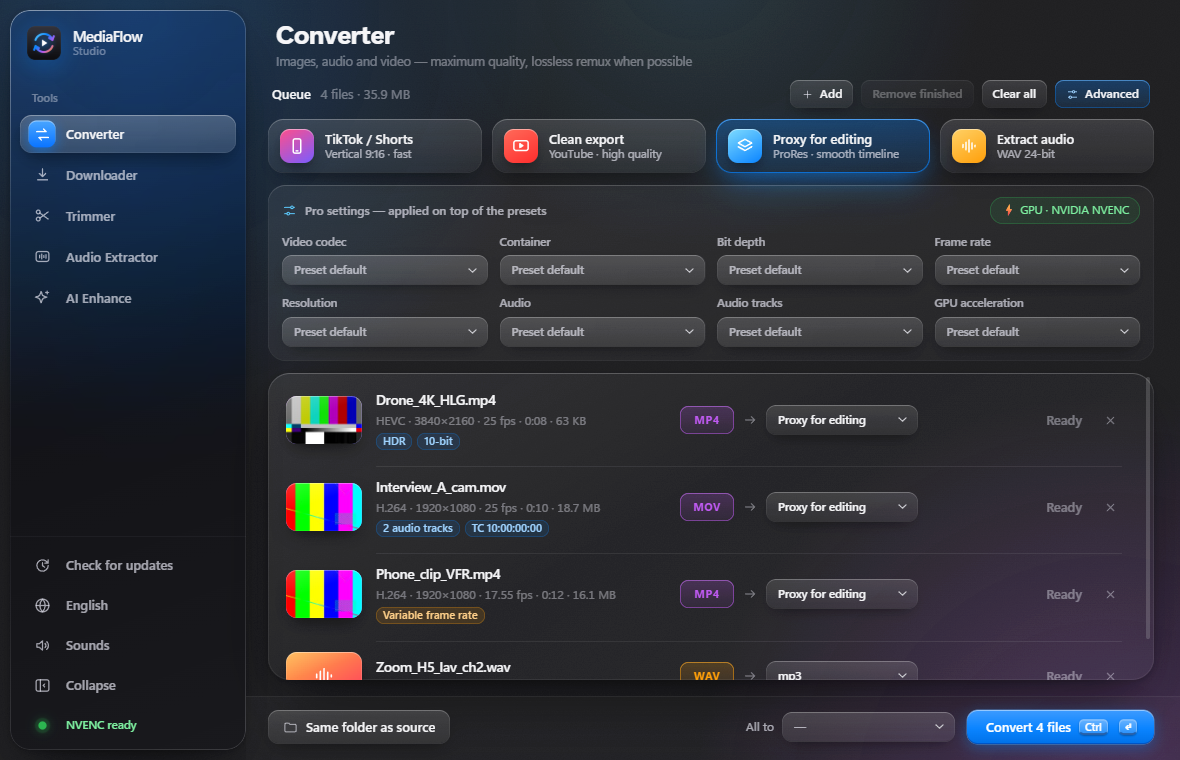 MediaFlow
Studio
Tools
Converter
Downloader
Trimmer
Audio Extractor
AI Enhance
Check for updates
English
Sounds
Collapse
NVENC ready
Converter
Images, audio and video — maximum quality, lossless remux when possible
Queue 4 files · 35.9 MB
Add
Remove finished
Clear all
Advanced
TikTok / Shorts
Vertical 9:16 · fast
Clean export
YouTube · high quality
Proxy for editing
ProRes · smooth timeline
Extract audio
WAV 24-bit
Pro settings — applied on top of the presets
GPU · NVIDIA NVENC
Video codec
Container
Bit depth
Frame rate
Preset default
Preset default
Preset default
Preset default
Resolution
Audio
Audio tracks
GPU acceleration
Preset default
Preset default
Preset default
Preset default
Drone_4K_HLG.mp4
HEVC · 3840×2160 · 25 fps · 0:08 · 63 KB
HDR
10-bit
MP4
Proxy for editing
Ready
Interview_A_cam.mov
H.264 · 1920×1080 · 25 fps · 0:10 · 18.7 MB
2 audio tracks
TC 10:00:00:00
MOV
Proxy for editing
Ready
Phone_clip_VFR.mp4
H.264 · 1920×1080 · 17.55 fps · 0:12 · 16.1 MB
Variable frame rate
MP4
Proxy for editing
Ready
Zoom_H5_lav_ch2.wav
WAV
mp3
Ready
Same folder as source
All to
—
Convert 4 files Ctrl ⏎